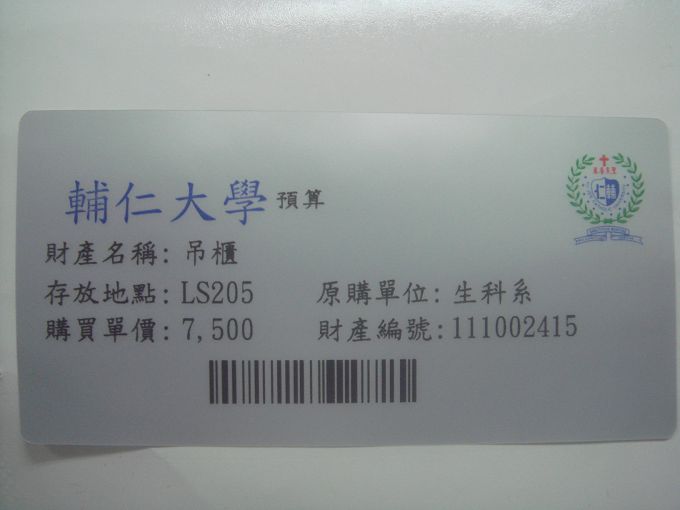 輔仁大學 預算
財產名稱: 吊櫃
存放地點: LS205 原購單位: 生科系
購買單價: 7,500 財產編號: 111002415